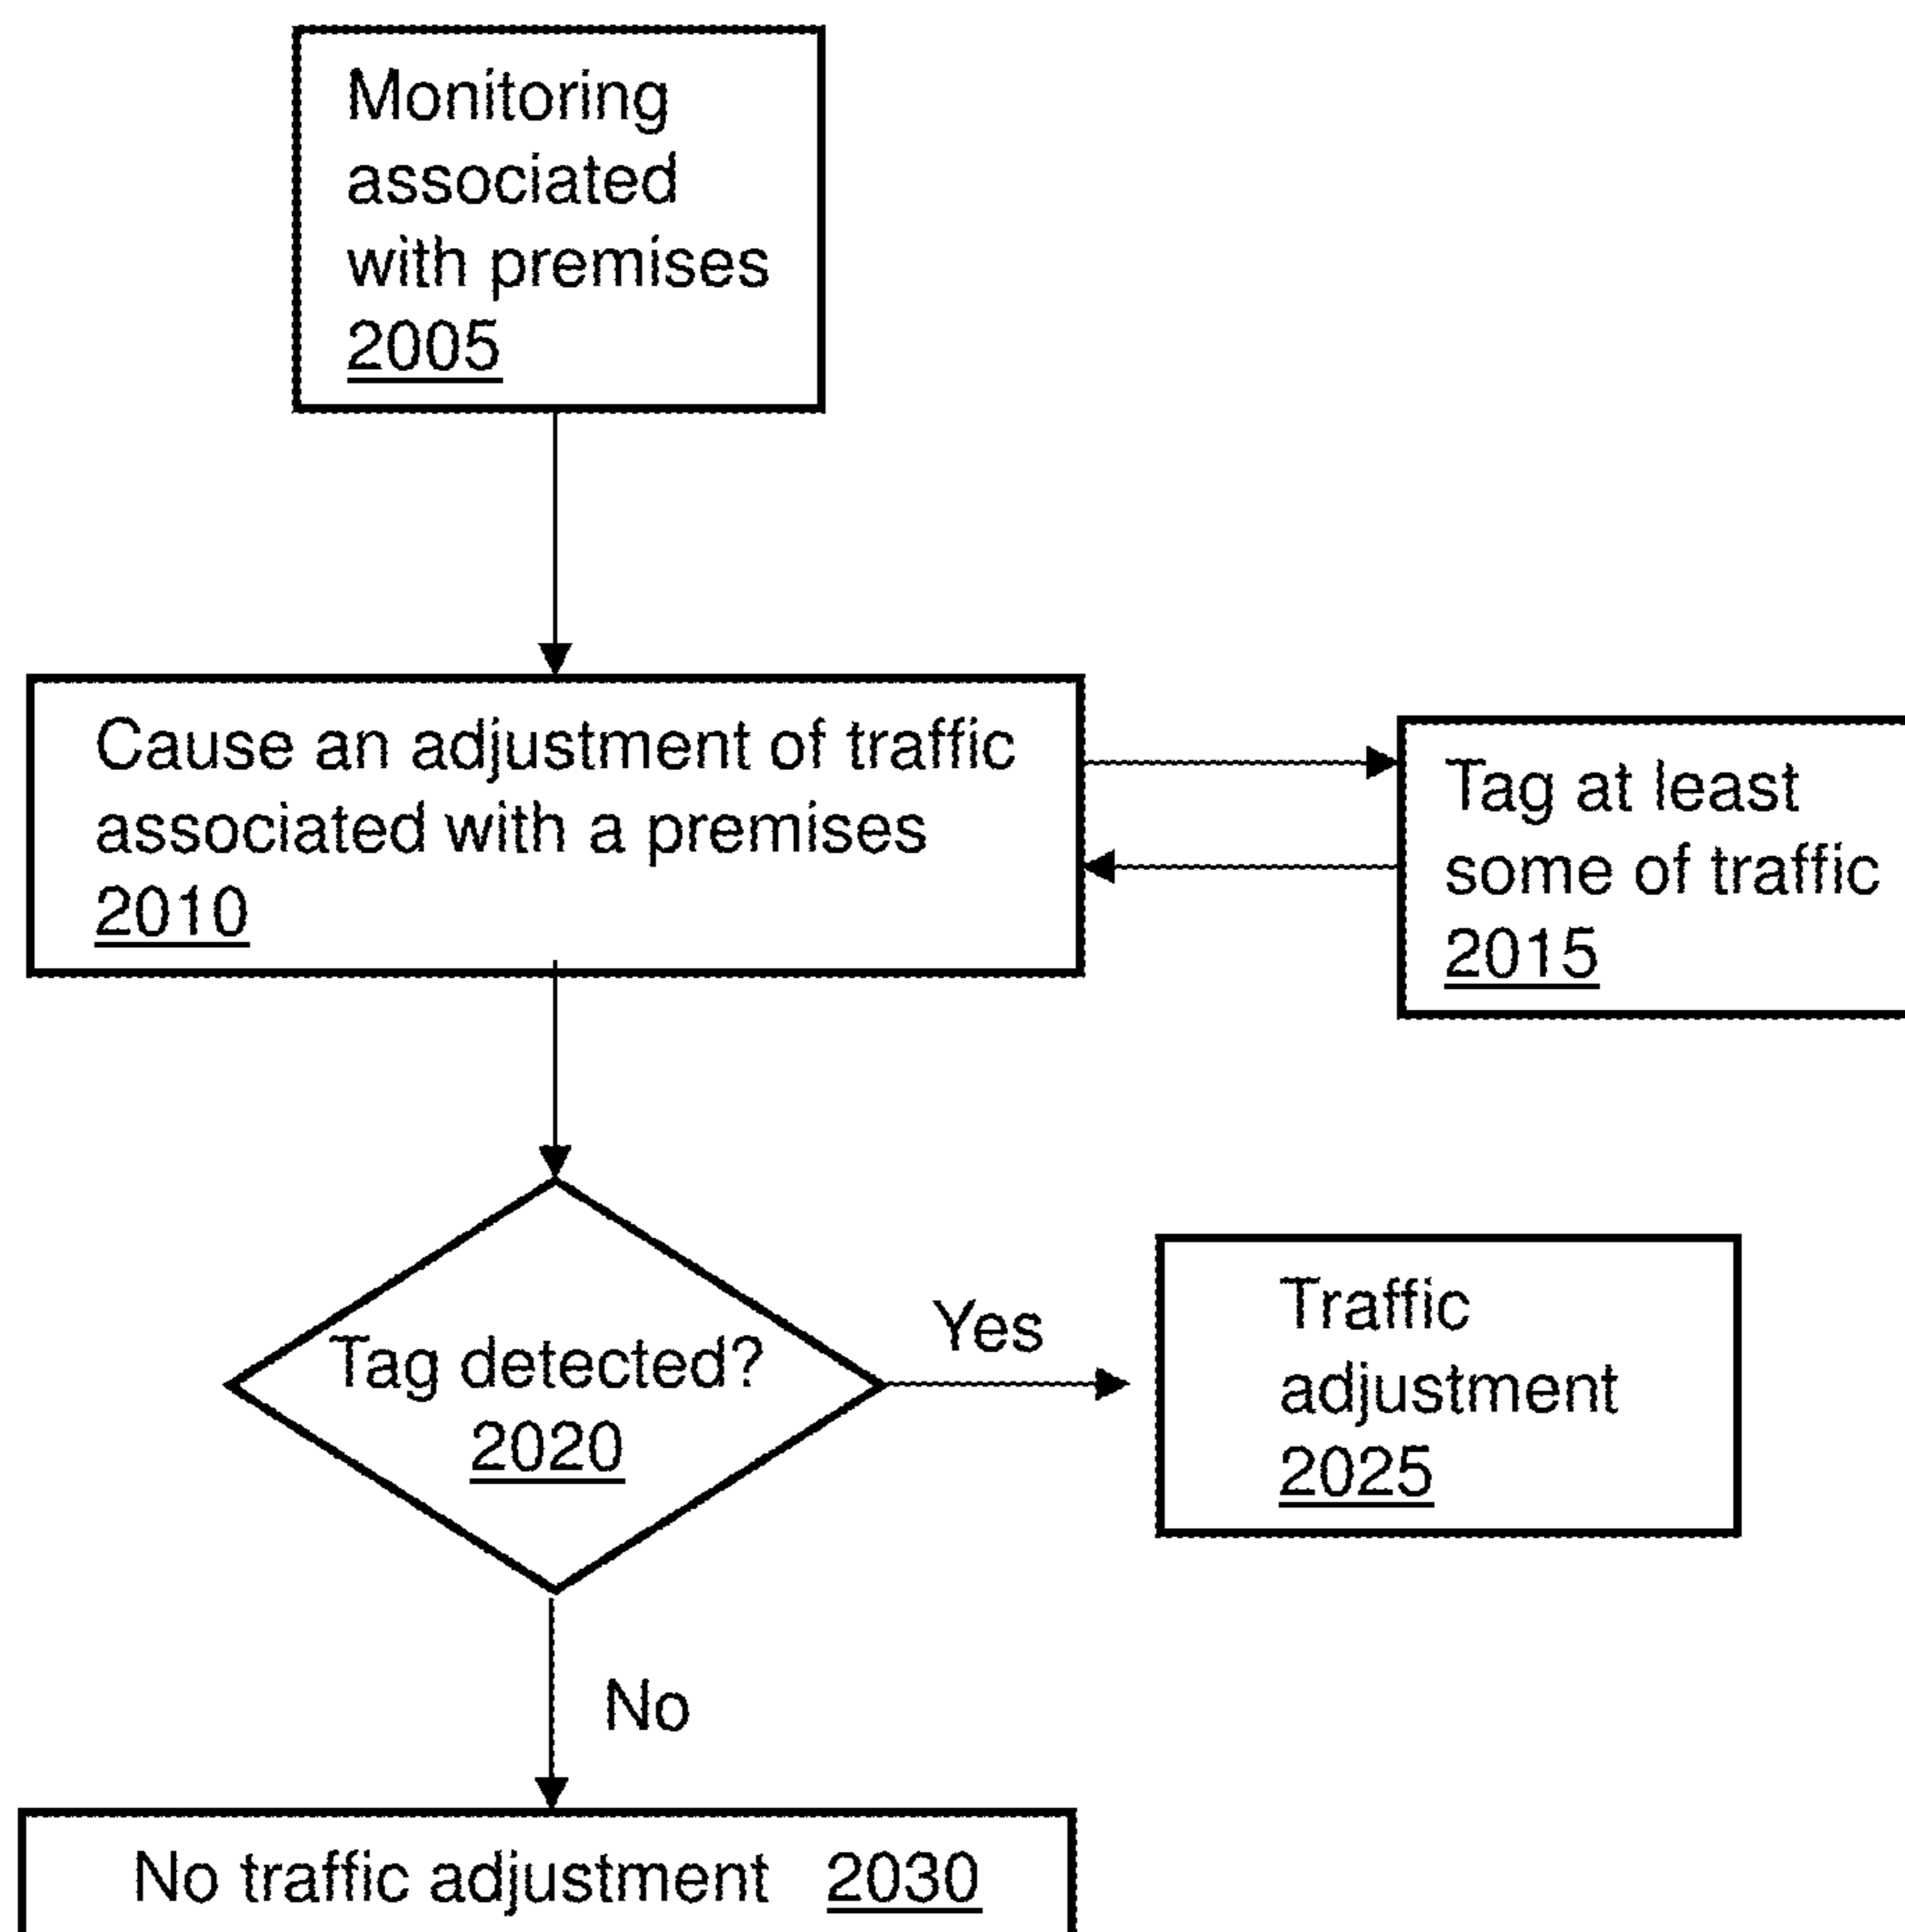 Monitoring
associated
with premises
2005
Cause an adjustment of traffic
associated with a premises
2010
Tag at least
some of traffic
2015
Tag detected?
2020
Yes
Traffic
adjustment
2025
No
No traffic adjustment 2030